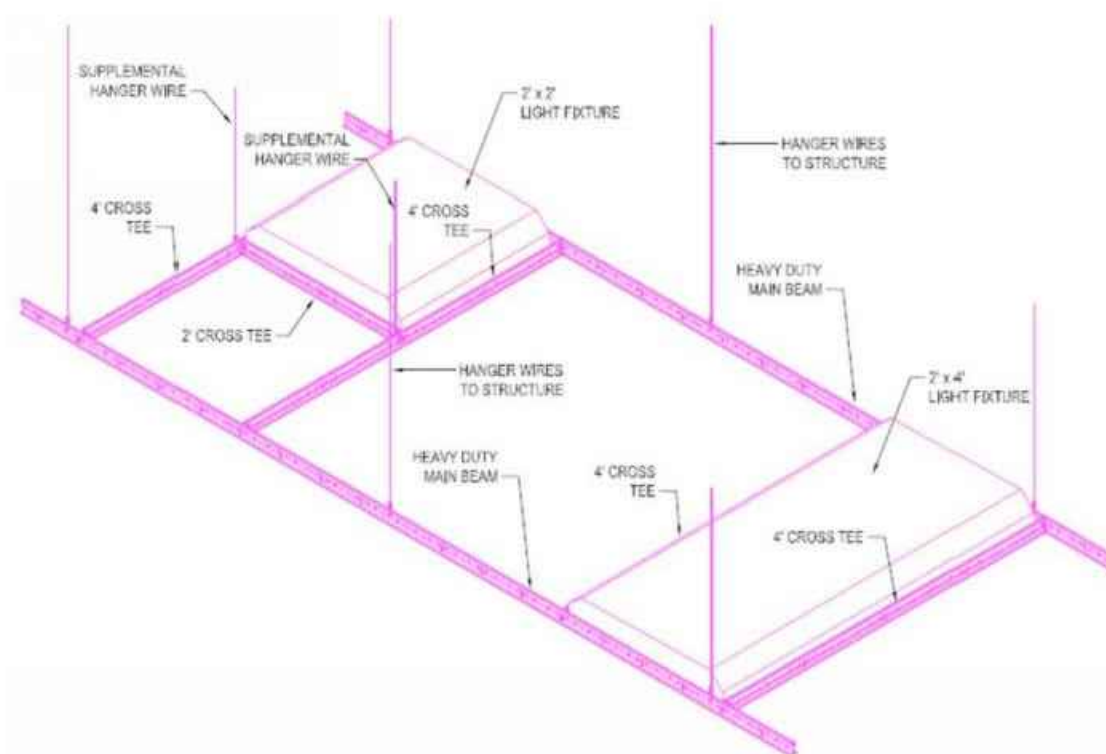 SUPPLEMENTAL
HANGER WIRE
2' x 2'
LIGHT FIXTURE
SUPPLEMENTAL
HANGER WIRE
HANGER WIRES
TO STRUCTURE
4' CROSS
TEE
4' CROSS
TEE
HEAVY DUTY
MAIN BEAM
2' CROSS TEE
HANGER WIRES
TO STRUCTURE
2' x 4'
LIGHT FIXTURE
HEAVY DUTY
MAIN BEAM
4' CROSS
TEE
4' CROSS TEE